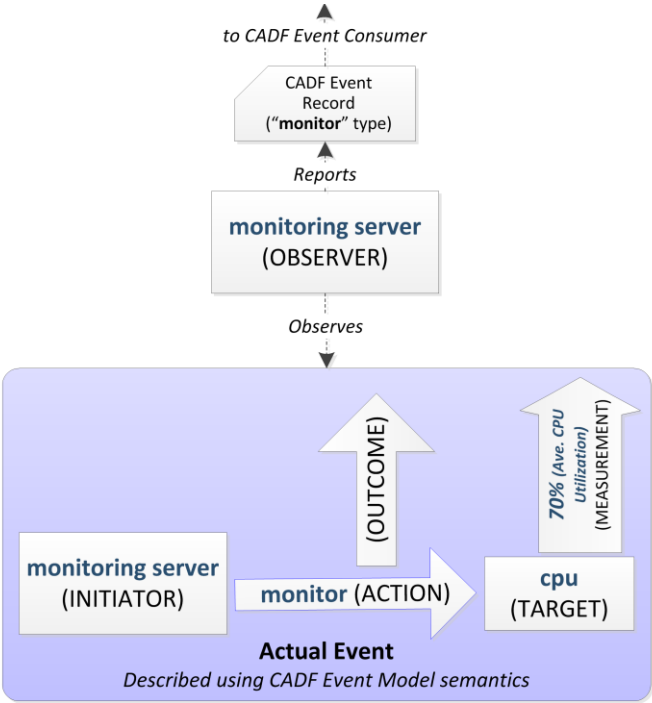 to CADF Event Consumer
CADF Event
Record
(“monitor” type)
Reports
monitoring server
(OBSERVER)
Observes
(OUTCOME)
70% (Ave. CPU
Utilization)
(MEASUREMENT)
monitoring server
(INITIATOR)
monitor (ACTION)
cpu
(TARGET)
Actual Event
Described using CADF Event Model semantics